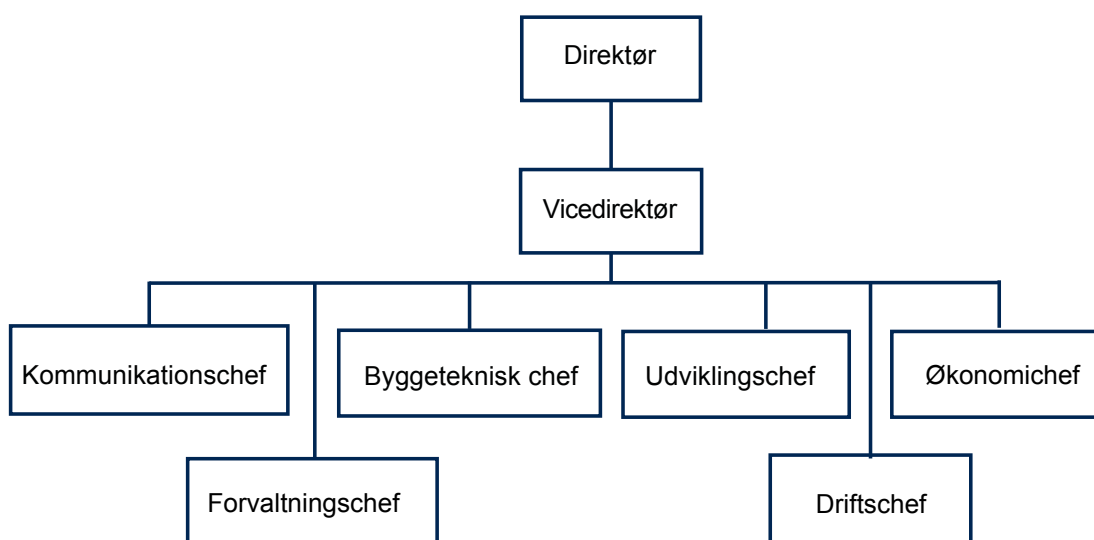 Direktør
Vicedirektør
Kommunikationschef
Byggeteknisk chef
Udviklingschef
Økonomichef
Forvaltningschef
Driftschef